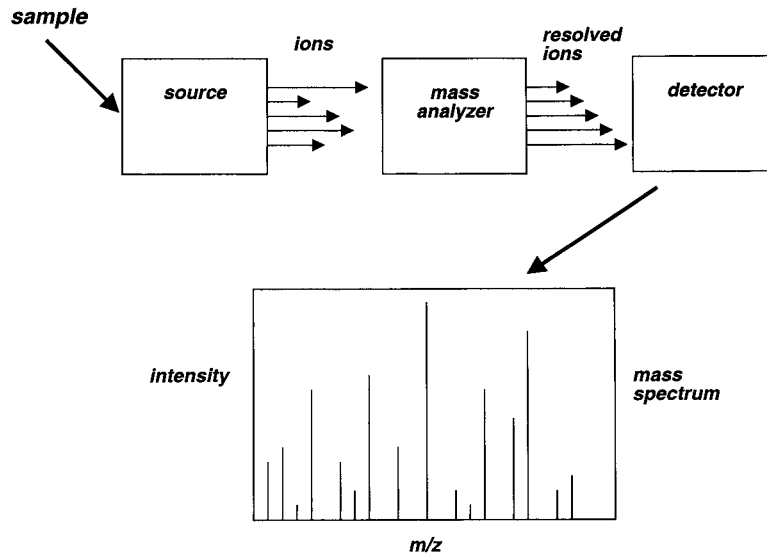 sample
ions
resolved
ions
source
mass
analyzer
detector
intensity
mass
spectrum
m/z